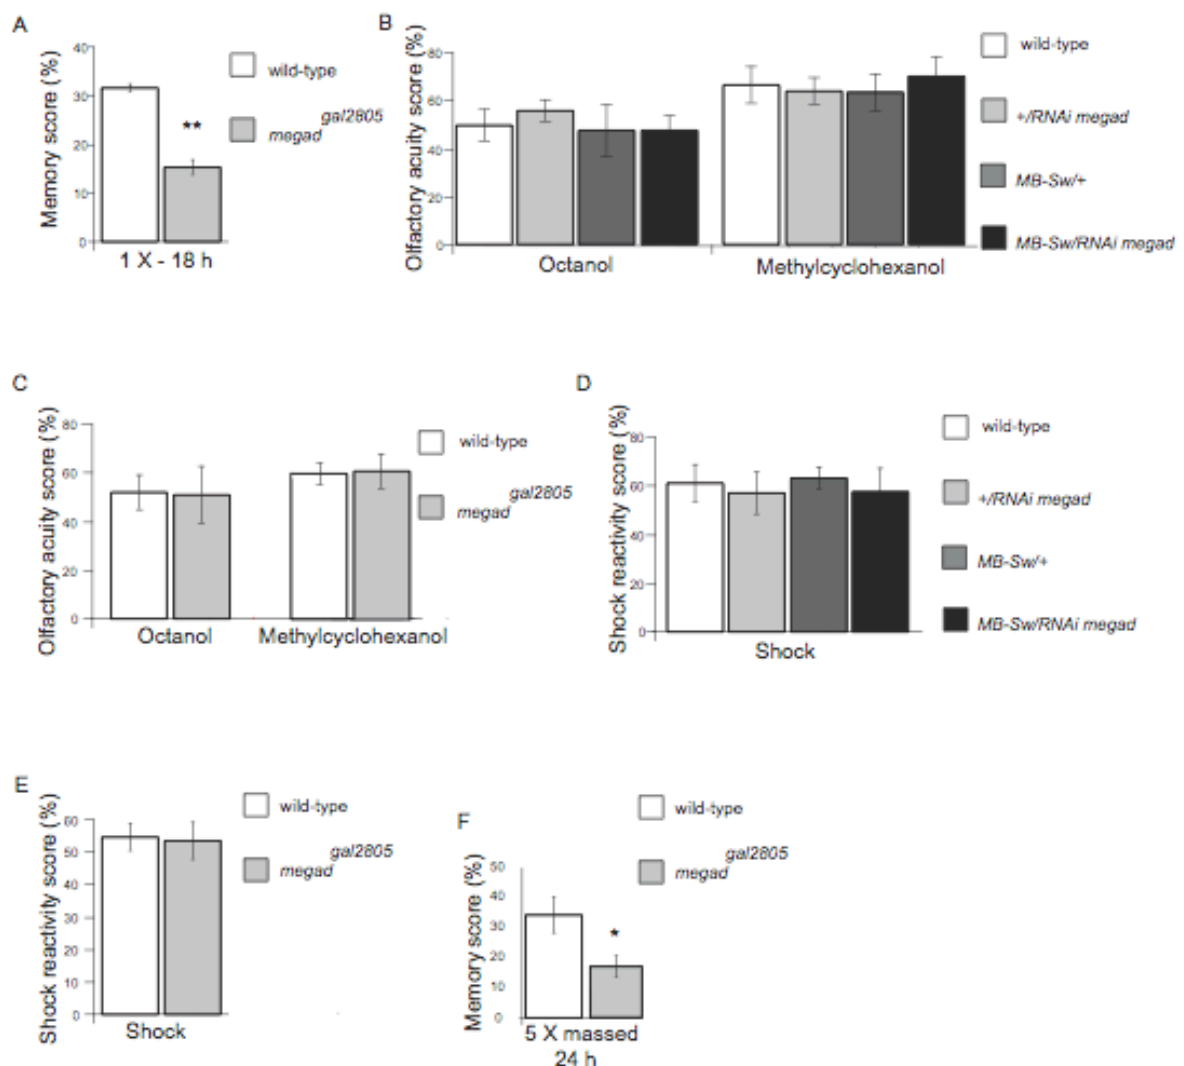 A
Memory score (%)
40
30
20
10
0
**
1 X - 18 h
wild-type
megad gal2805
B
Olfactory acuity score (%)
80
60
40
20
0
Octanol
Methylcyclohexanol
wild-type
+/RNAi megad
MB-Sw/+
MB-Sw/RNAi megad
C
Olfactory acuity score (%)
80
60
40
20
0
Octanol
Methylcyclohexanol
wild-type
megad gal2805
D
Shock reactivity score (%)
80
60
40
20
0
Shock
wild-type
+/RNAi megad
MB-Sw/+
MB-Sw/RNAi megad
E
Shock reactivity score (%)
60
50
40
30
20
10
0
Shock
wild-type
megad gal2805
F
Memory score (%)
50
40
30
20
10
0
*
5 X massed
24 h
wild-type
megad gal2805